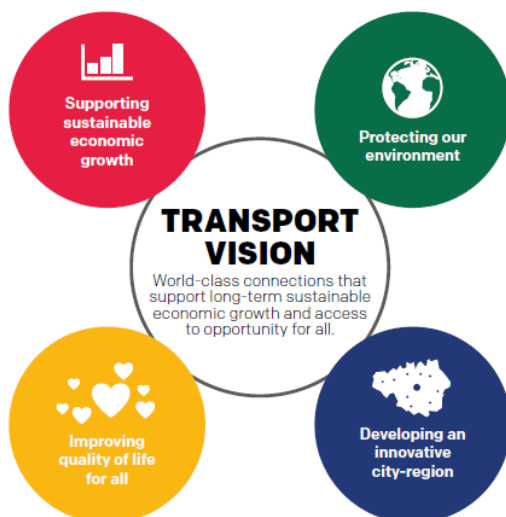 Supporting
sustainable
economic
growth
Protecting our
environment
TRANSPORT
VISION
World-class connections that
support long-term sustainable
economic growth and access
to opportunity for all.
Improving
quality of life
for all
Developing an
innovative
city-region